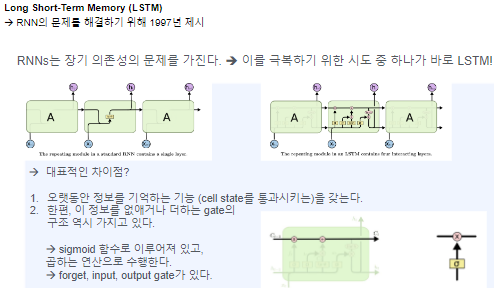 Long Short-Term Memory (LSTM)
→ RNN의 문제를 해결하기 위해 1997년 제시
RNNs는 장기 의존성의 문제를 가진다. → 이를 극복하기 위한 시도 중 하나가 바로 LSTM!
A A A A
The repeating module in a standard RNN contains a single layer. The repeating module in an LSTM contains four interacting layers.
→ 대표적인 차이점?
1. 오랫동안 정보를 기억하는 기능 (cell state를 통과시키는)을 갖는다.
2. 한편, 이 정보를 없애거나 더하는 gate의
구조 역시 가지고 있다.
→ sigmoid 함수로 이루어져 있고,
곱하는 연산으로 수행한다.
→ forget, input, output gate가 있다.
σ